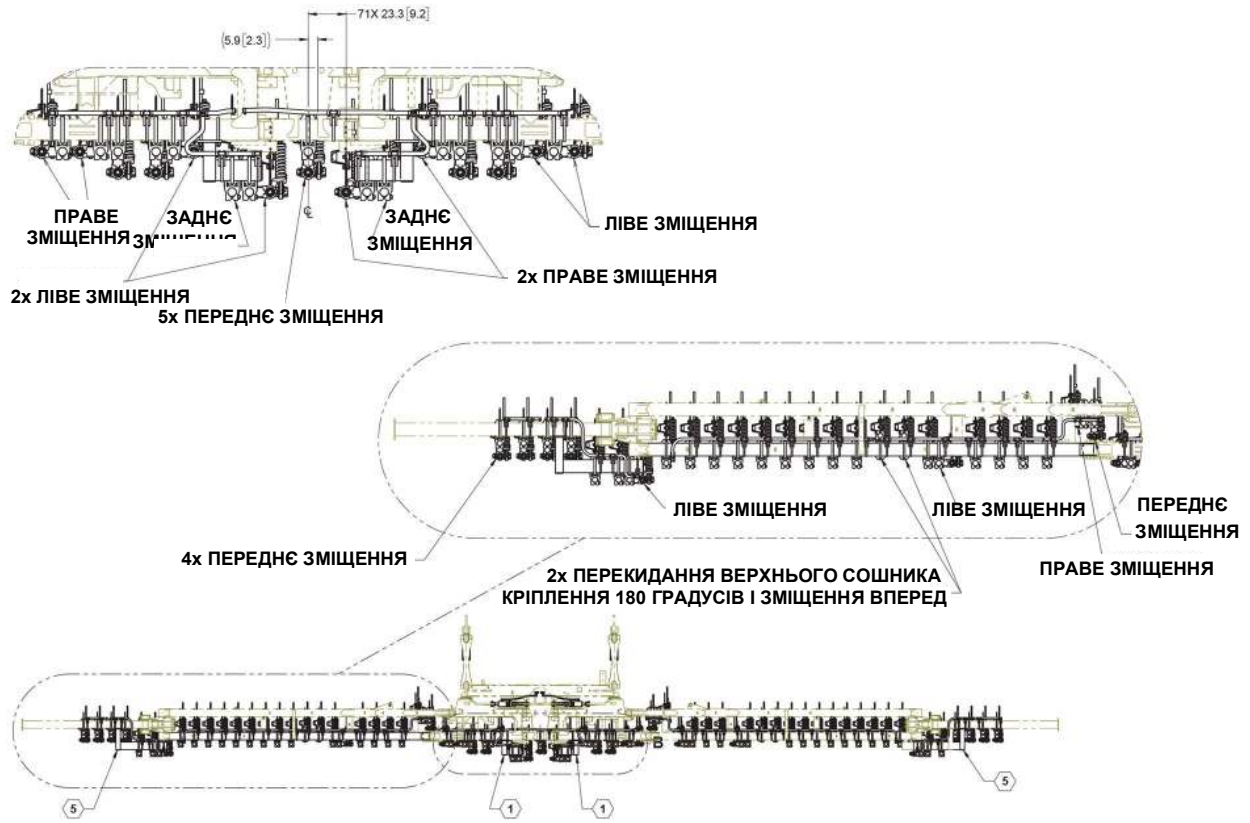 71X 23.3 [9.2]
(5.9[2.3])
ПРАВЕ
ЗМІЩЕННЯ
ЗАДНЄ
ЗМІЩЕННЯ
℄
ЗАДНЄ
ЗМІЩЕННЯ
ЛІВЕ ЗМІЩЕННЯ
2x ЛІВЕ ЗМІЩЕННЯ
2x ПРАВЕ ЗМІЩЕННЯ
5x ПЕРЕДНЄ ЗМІЩЕННЯ
ЛІВЕ ЗМІЩЕННЯ
ЛІВЕ ЗМІЩЕННЯ
ПЕРЕДНЄ
ЗМІЩЕННЯ
4x ПЕРЕДНЄ ЗМІЩЕННЯ
ПРАВЕ ЗМІЩЕННЯ
2x ПЕРЕКИДАННЯ ВЕРХНЬОГО СОШНИКА
КРІПЛЕННЯ 180 ГРАДУСІВ І ЗМІЩЕННЯ ВПЕРЕД
5
1
1
5